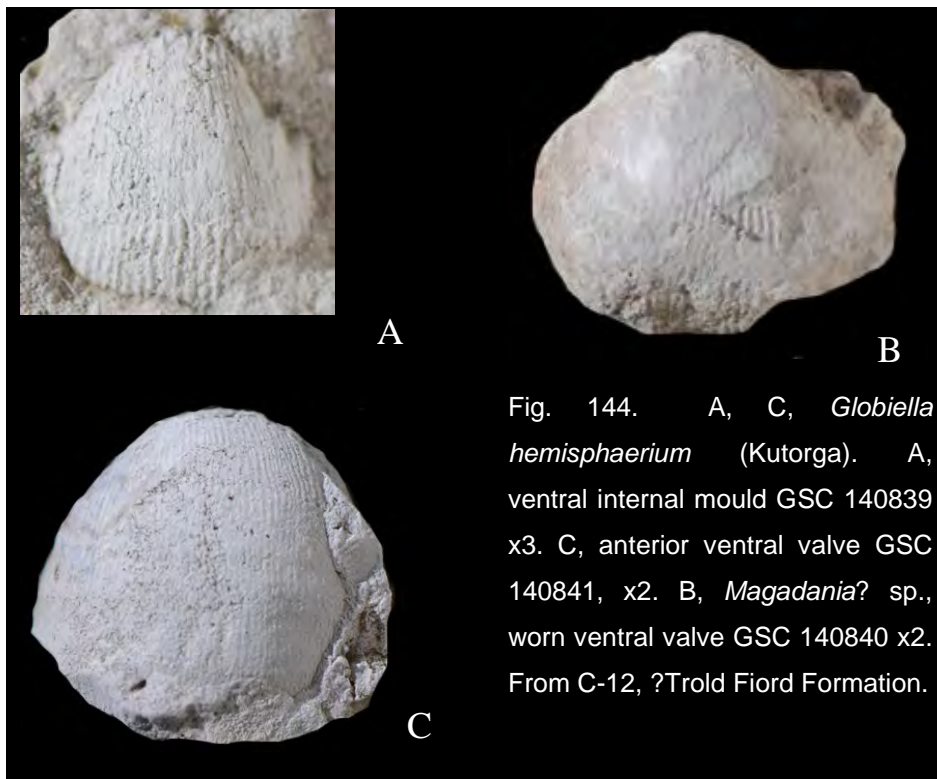 A
B
Fig. 144. A, C, Globiella
hemisphaerium (Kutorga). A,
ventral internal mould GSC 140839
x3. C, anterior ventral valve GSC
140841, x2. B, Magadania? sp.,
worn ventral valve GSC 140840 x2.
From C-12, ?Trold Fiord Formation.
C